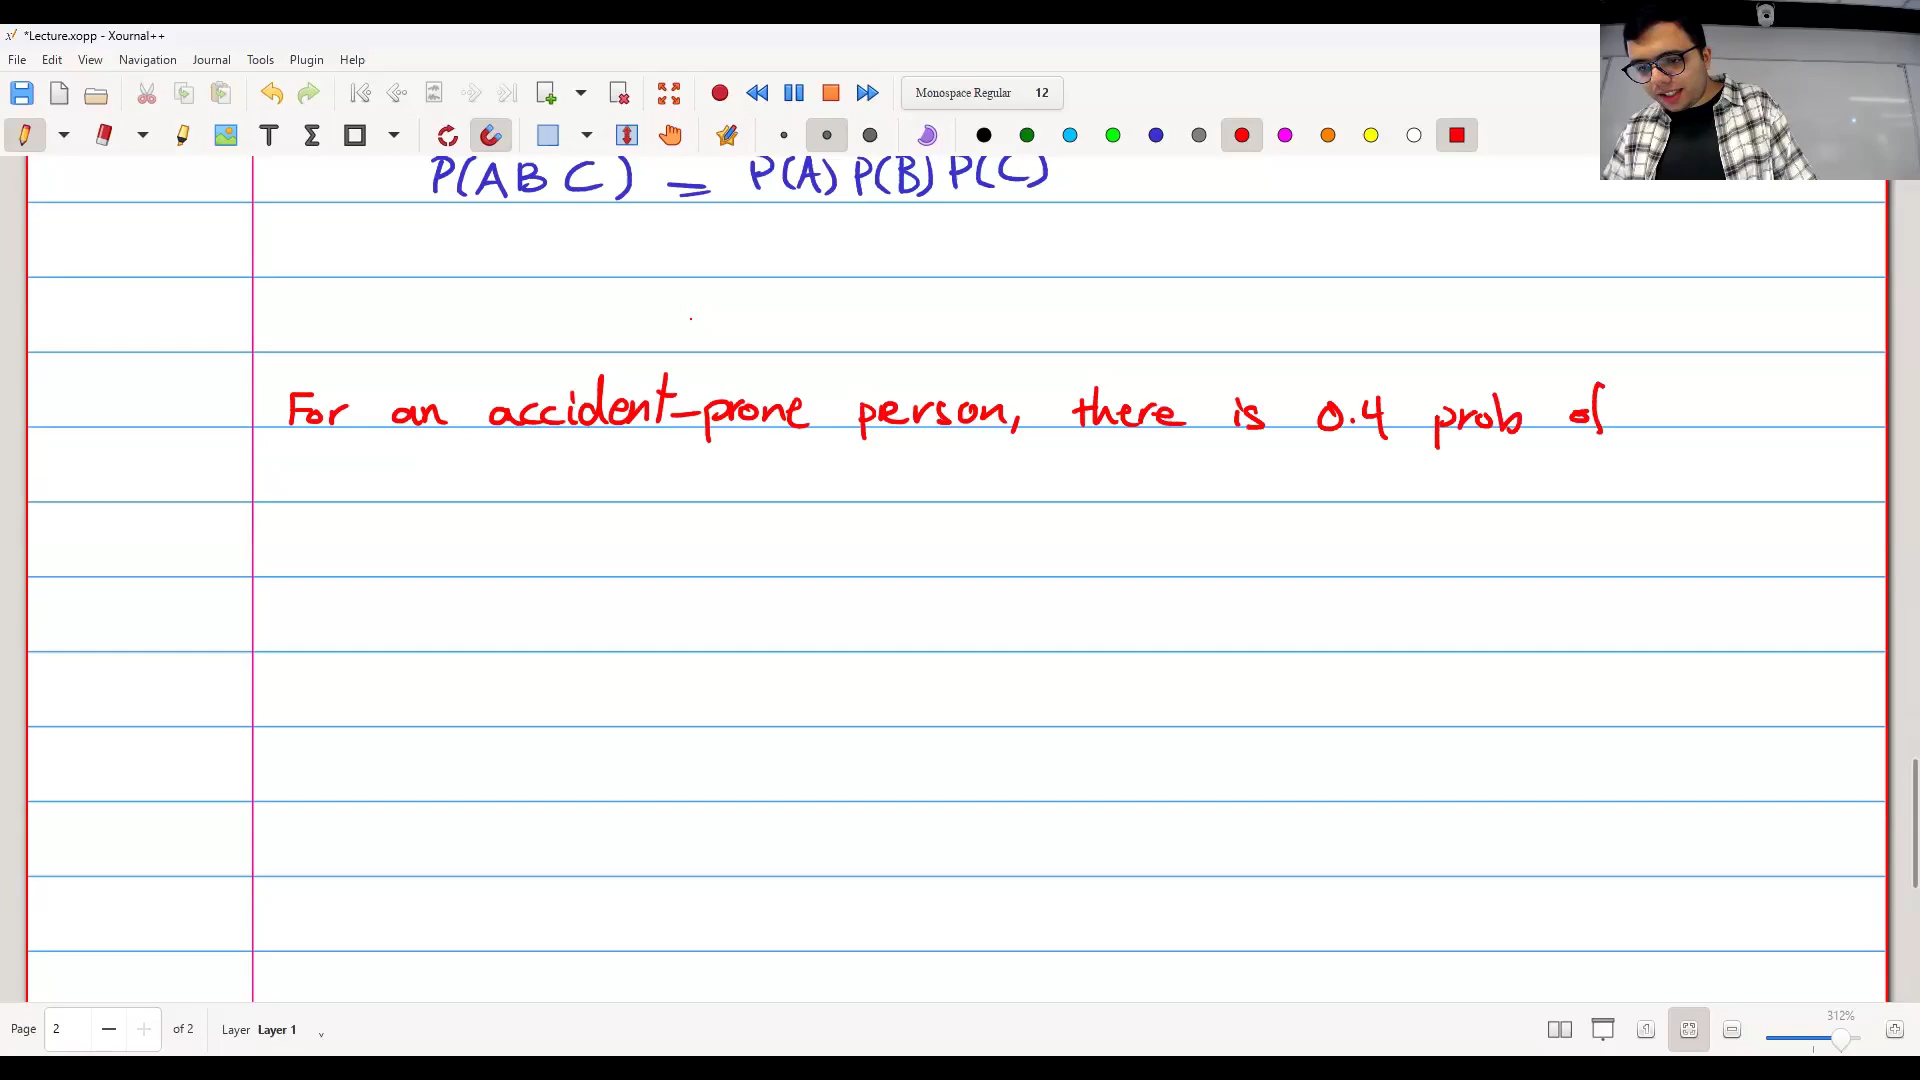 *Lecture.xopp - Xournal++
File Edit View Navigation Journal Tools Plugin Help
Monospace Regular 12
P(ABC) = P(A) P(B) P(C)
For an accident-prone person, there is 0.4 prob of
Page 2 of 2 Layer Layer 1 312%